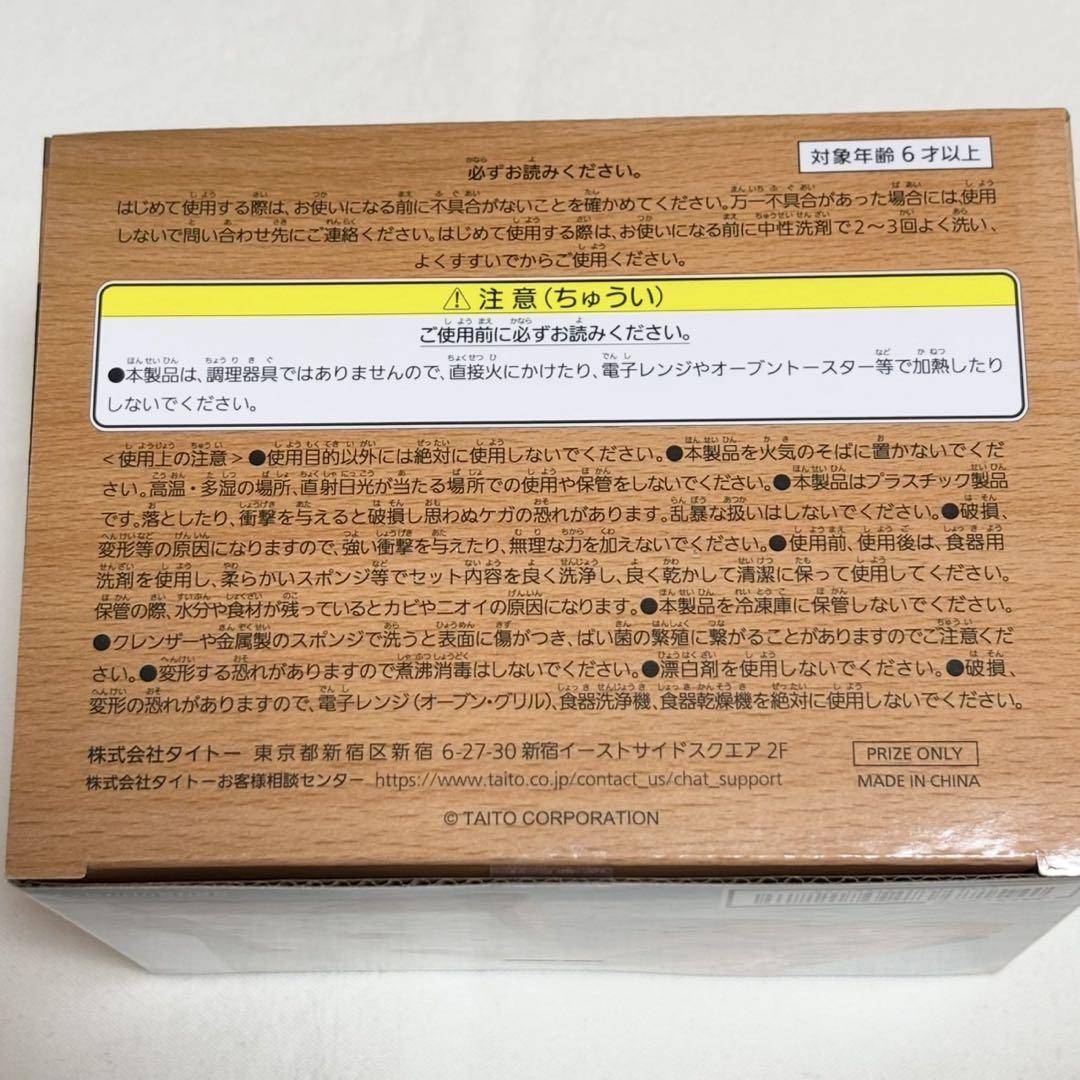 対象年齢6才以上
必ずお読みください。
はじめて使用する際は、お使いになる前に不具合がないことを確かめてください。万一不具合があった場合には、使用
しないで問い合わせ先にご連絡ください。はじめて使用する際は、お使いになる前に中性洗剤で2〜3回よく洗い、
よくすすいでからご使用ください。
⚠注意(ちゅうい)
ご使用前に必ずお読みください。
●本製品は、調理器具ではありませんので、直接火にかけたり、電子レンジやオーブントースター等で加熱したり
しないでください。
<使用上の注意>●使用目的以外には絶対に使用しないでください。●本製品を火気のそばに置かないでくだ
さい。高温・多湿の場所、直射日光が当たる場所での使用や保管をしないでください。●本製品はプラスチック製品
です。落としたり、衝撃を与えると破損し思わぬケガの恐れがあります。乱暴な扱いはしないでください。●破損、
変形等の原因になりますので、強い衝撃を与えたり、無理な力を加えないでください。●使用前、使用後は、食器用
洗剤を使用し、柔らかいスポンジ等でセット内容を良く洗浄し、良く乾かして清潔に保って使用してください。
保管の際、水分や食材が残っているとカビやニオイの原因になります。●本製品を冷凍庫に保管しないでください。
●クレンザーや金属製のスポンジで洗うと表面に傷がつき、ばい菌の繁殖に繋がることがありますのでご注意くだ
さい。●変形する恐れがありますので煮沸消毒はしないでください。●漂白剤を使用しないでください。●破損、
変形の恐れがありますので、電子レンジ(オーブン・グリル)、食器洗浄機、食器乾燥機を絶対に使用しないでください。
株式会社タイトー 東京都新宿区新宿 6-27-30 新宿イーストサイドスクエア 2F
株式会社タイトーお客様相談センター https://www.taito.co.jp/contact_us/chat_support
PRIZE ONLY
MADE IN CHINA
© TAITO CORPORATION